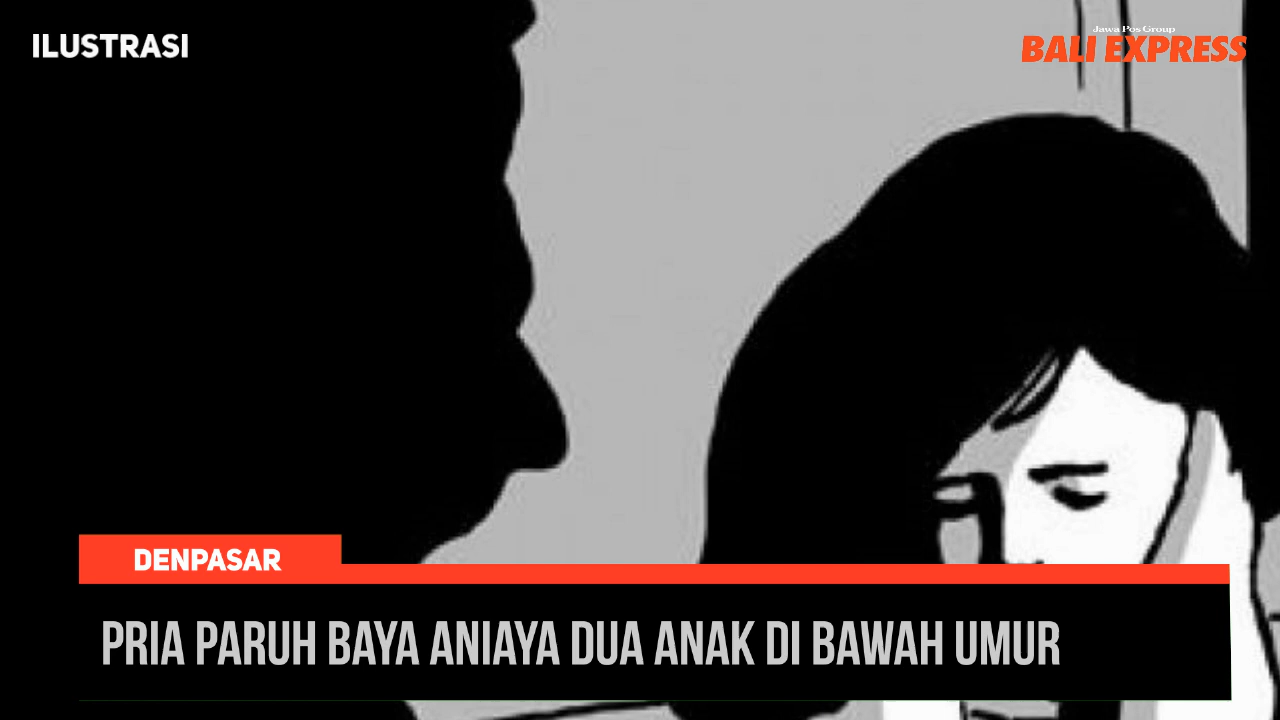 ILUSTRASI
Jawa Pos Group
BALI EXPRESS
DENPASAR
PRIA PARUH BAYA ANIAYA DUA ANAK DI BAWAH UMUR